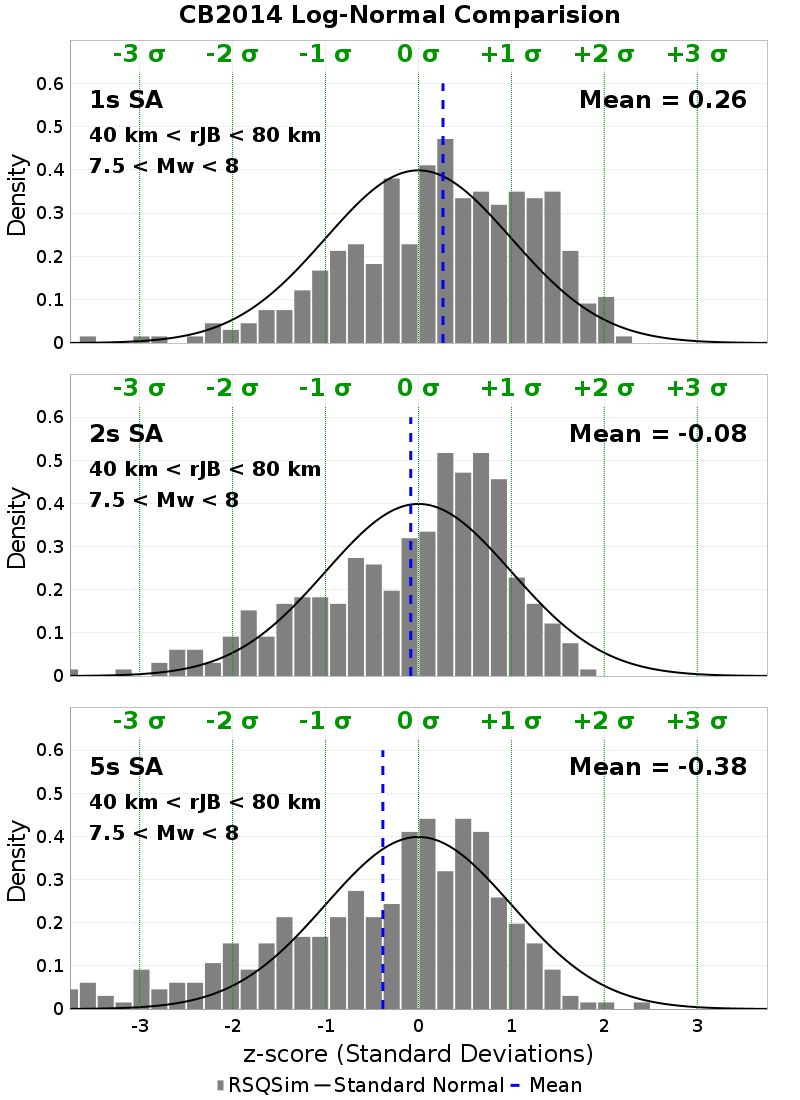 CB2014 Log-Normal Comparision
-3 σ -2 σ -1 σ 0 σ +1 σ +2 σ +3 σ
1s SA
Mean = 0.26
40 km < rJB < 80 km
7.5 < Mw < 8
0.6
0.5
0.4
0.3
0.2
0.1
0
Density
-3 σ -2 σ -1 σ 0 σ +1 σ +2 σ +3 σ
2s SA
Mean = -0.08
40 km < rJB < 80 km
7.5 < Mw < 8
0.6
0.5
0.4
0.3
0.2
0.1
0
Density
-3 σ -2 σ -1 σ 0 σ +1 σ +2 σ +3 σ
5s SA
Mean = -0.38
40 km < rJB < 80 km
7.5 < Mw < 8
0.6
0.5
0.4
0.3
0.2
0.1
0
Density
-3 -2 -1 0 1 2 3
z-score (Standard Deviations)
RSQSim Standard Normal Mean